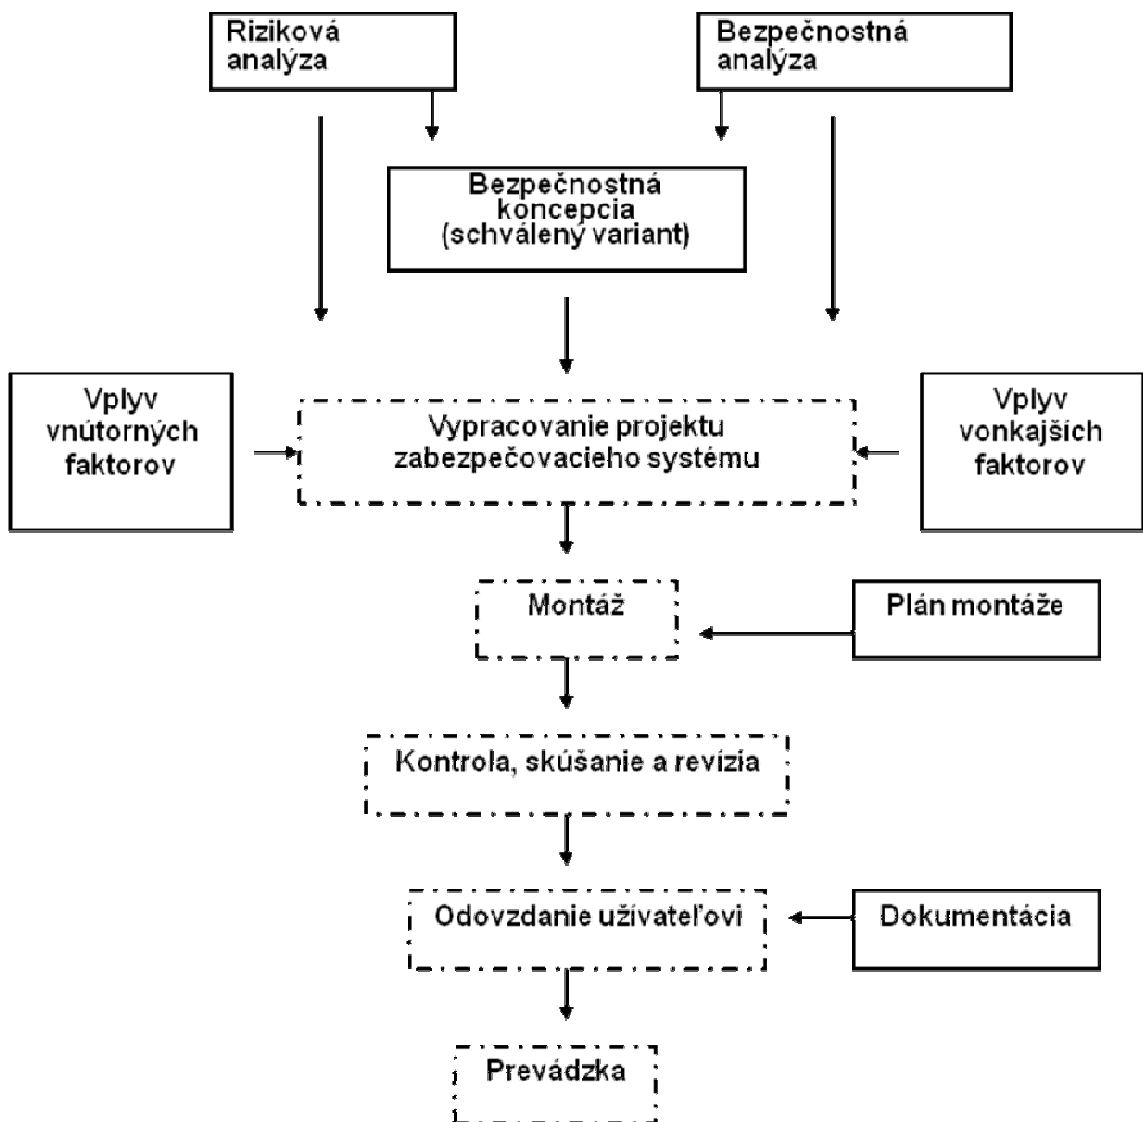 Riziková
analýza
Bezpečnostná
analýza
Bezpečnostná
koncepcia
(schválený variant)
Vplyv
vnútorných
faktorov
Vypracovanie projektu
zabezpečovacieho systému
Vplyv
vonkajších
faktorov
Montáž
Plán montáže
Kontrola, skúšanie a revízia
Odovzdanie užívateľovi
Dokumentácia
Prevádzka